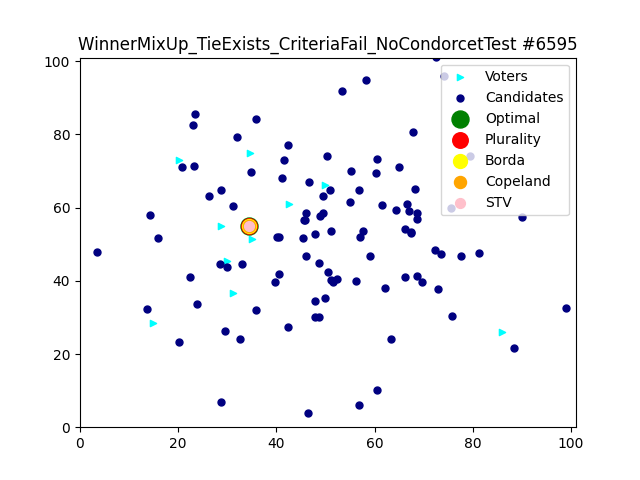 WinnerMixUp_TieExists_CriteriaFail_NoCondorcetTest #6595
100
80
60
40
20
0
0
20
40
60
80
100
Voters
Candidates
Optimal
Plurality
Borda
Copeland
STV